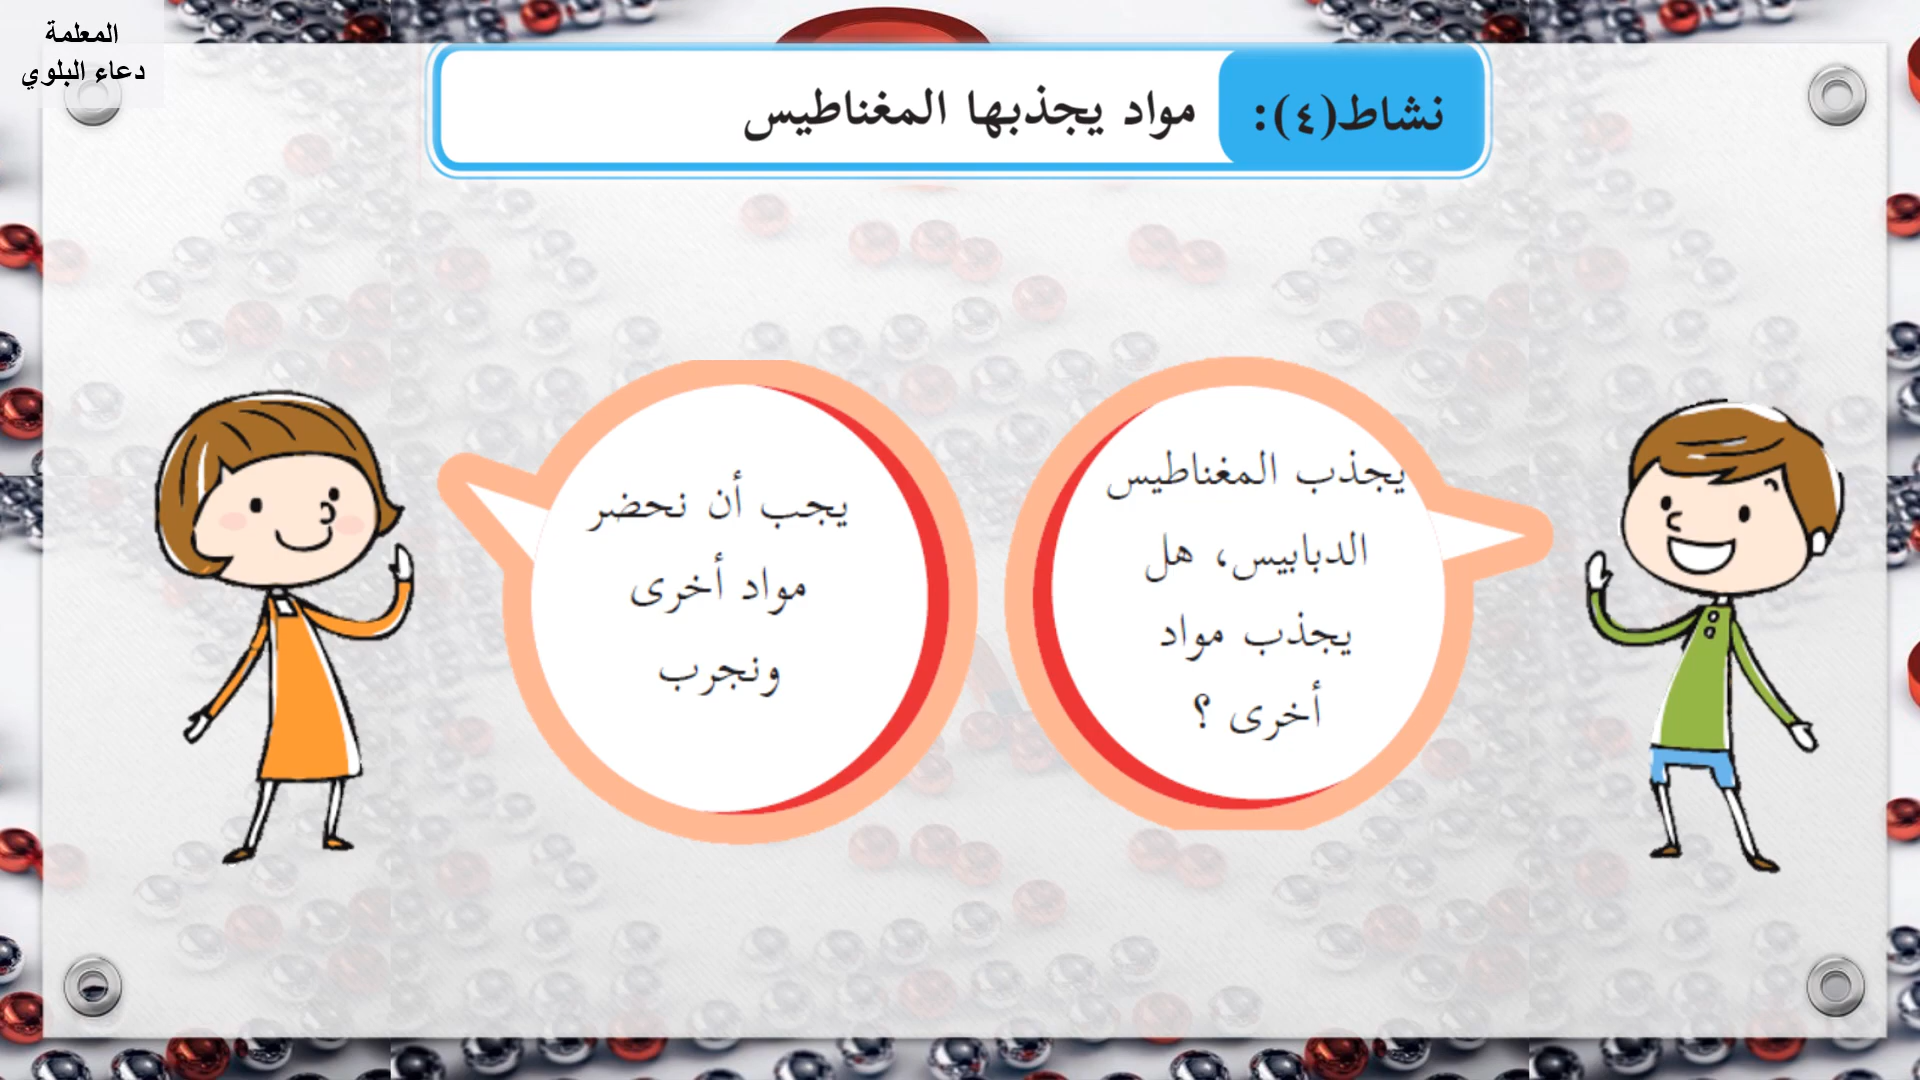 المعلمة
دعاء البلوي
نشاط(٤): مواد يجذبها المغناطيس
يجذب المغناطيس
الدبابيس، هل
يجذب مواد
أخرى ؟
يجب أن نحضر
مواد أخرى
ونجرب